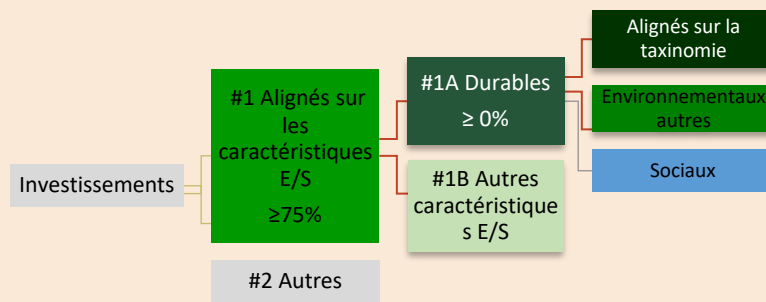 Investissements
#1 Alignés sur
les
caractéristiques
E/S
≥75%
#2 Autres
#1A Durables
≥ 0%
#1B Autres
caractéristique
s E/S
Alignés sur la
taxinomie
Environnementaux
autres
Sociaux